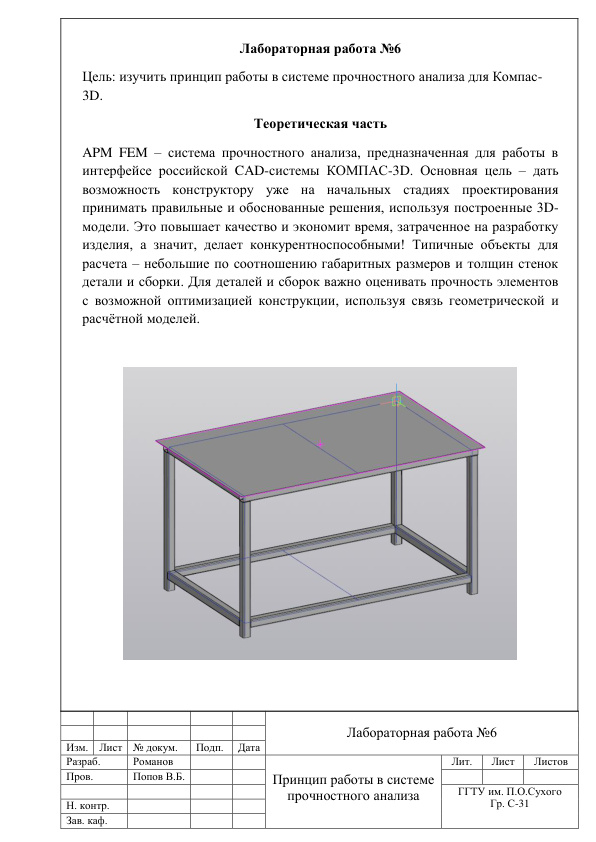 Лабораторная работа №6
Цель: изучить принцип работы в системе прочностного анализа для Компас-
3D.
Теоретическая часть
APM FEM – система прочностного анализа, предназначенная для работы в
интерфейсе российской CAD-системы КОМПАС-3D. Основная цель – дать
возможность конструктору уже на начальных стадиях проектирования
принимать правильные и обоснованные решения, используя построенные 3D-
модели. Это повышает качество и экономит время, затраченное на разработку
изделия, а значит, делает конкурентноспособными! Типичные объекты для
расчета – небольшие по соотношению габаритных размеров и толщин стенок
детали и сборки. Для деталей и сборок важно оценивать прочность элементов
с возможной оптимизацией конструкции, используя связь геометрической и
расчётной моделей.
Лабораторная работа №6
Изм. Лист № докум. Подп. Дата
Разраб. Романов
Пров. Попов В.Б.
Н. контр.
Зав. каф.
Принцип работы в системе
прочностного анализа
Лит. Лист Листов
ГГТУ им. П.О.Сухого
Гр. С-31